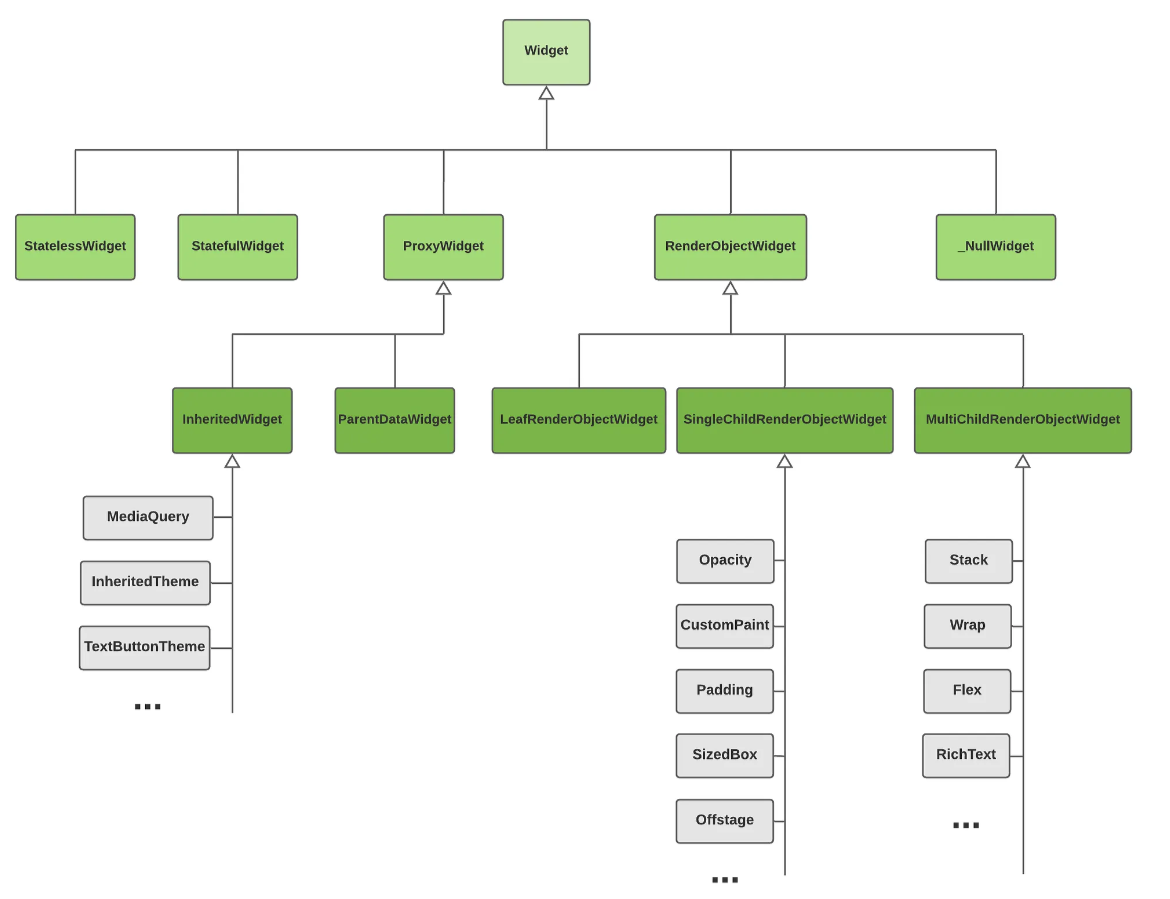 Widget
StatelessWidget
StatefulWidget
ProxyWidget
RenderObjectWidget
_NullWidget
InheritedWidget
ParentDataWidget
LeafRenderObjectWidget
SingleChildRenderObjectWidget
MultiChildRenderObjectWidget
MediaQuery
InheritedTheme
TextButtonTheme
...
Opacity
CustomPaint
Padding
SizedBox
Offstage
...
Stack
Wrap
Flex
RichText
...